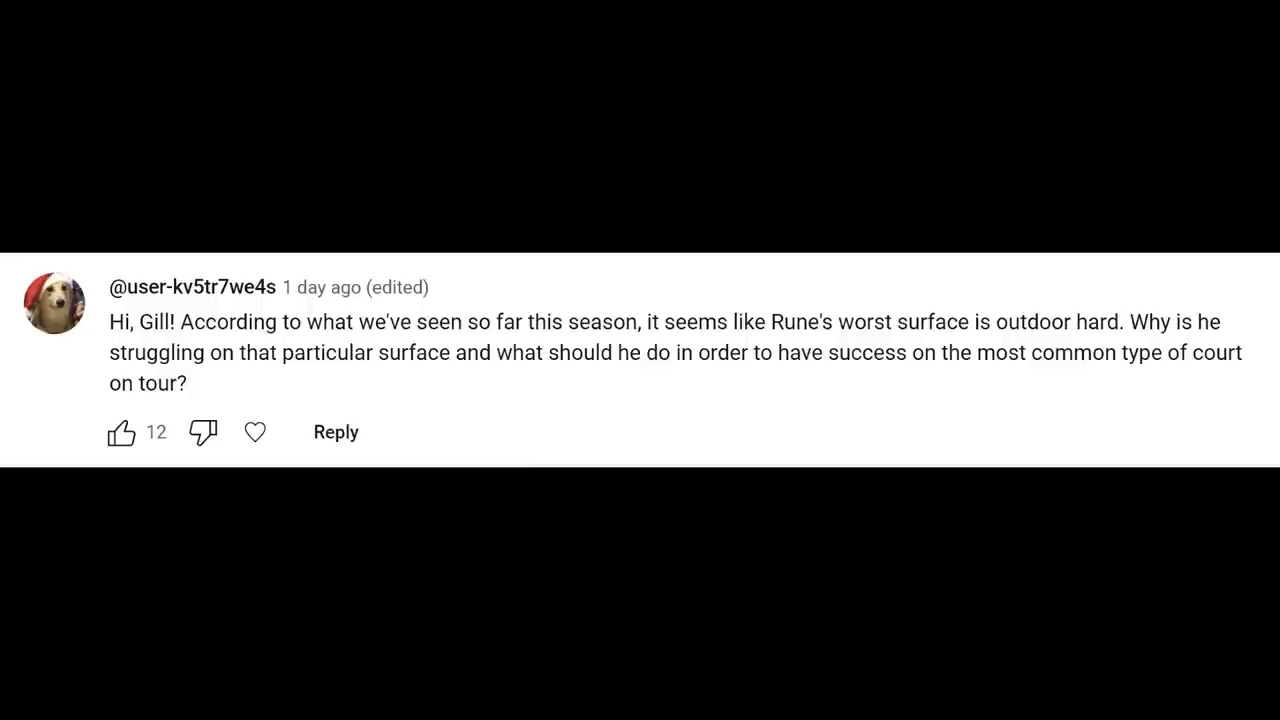 @user-kv5tr7we4s 1 day ago (edited)
Hi, Gill! According to what we've seen so far this season, it seems like Rune's worst surface is outdoor hard. Why is he
struggling on that particular surface and what should he do in order to have success on the most common type of court
on tour?
12 Reply